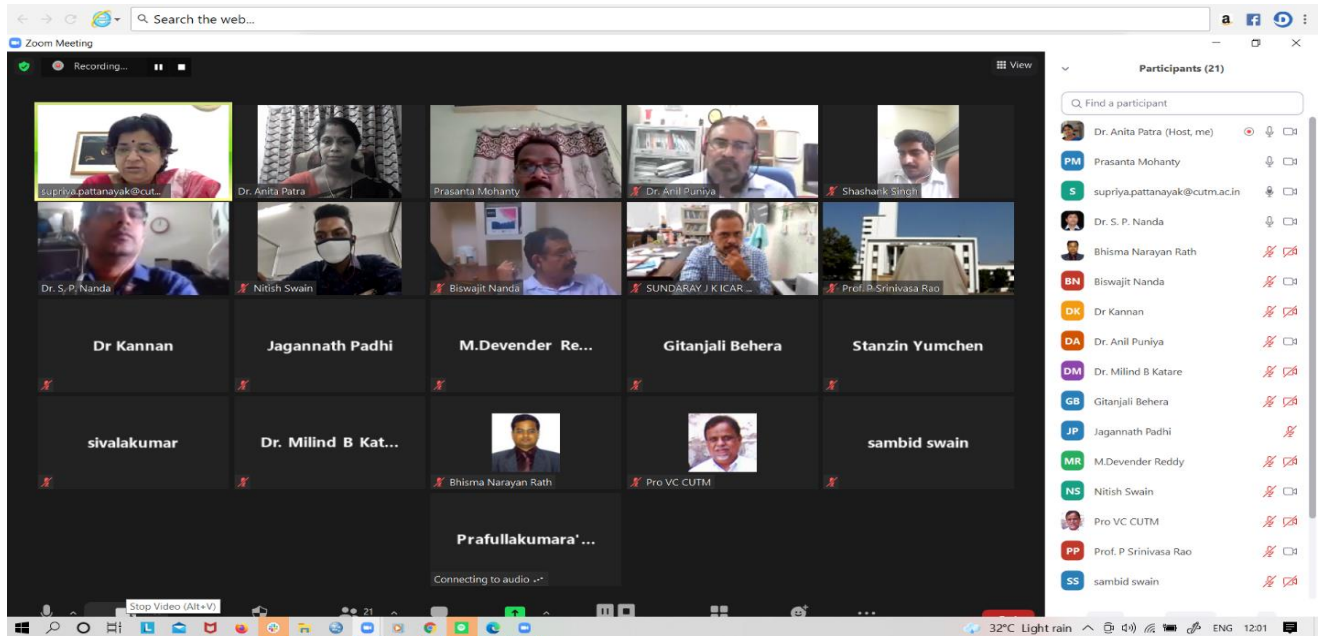 Search the web...
a
f
D
Zoom Meeting
Recording...
View
Participants (21)
Find a participant
supriya.pattanayak@cut...
Dr. Anita Patra
Prasanta Mohanty
Dr. Anil Puniya
Shashank Singh
Dr. S. P. Nanda
Nitish Swain
Biswajit Nanda
SUNDARAY J K ICAR ...
Prof. P Srinivasa Rao
Dr Kannan
Jagannath Padhi
M.Devender Re...
Gitanjali Behera
Stanzin Yumchen
sivalakumar
Dr. Milind B Kat...
Bhisma Narayan Rath
Pro VC CUTM
sambid swain
Prafullakumara'...
Connecting to audio
Dr. Anita Patra (Host, me)
PM Prasanta Mohanty
S supriya.pattanayak@cutm.ac.in
Dr. S. P. Nanda
Bhisma Narayan Rath
BN Biswajit Nanda
DK Dr Kannan
DA Dr. Anil Puniya
DM Dr. Milind B Katare
GB Gitanjali Behera
JP Jagannath Padhi
MR M.Devender Reddy
NS Nitish Swain
Pro VC CUTM
PP Prof. P Srinivasa Rao
SS sambid swain
Stop Video (Alt+V)
21
32°C Light rain
ENG
12:01